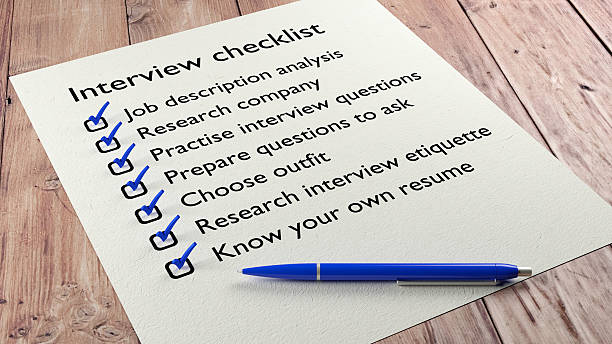 Interview checklist
Job description analysis
Research company
Practise interview questions
Prepare questions to ask
Choose outfit
Research interview etiquette
Know your own resume